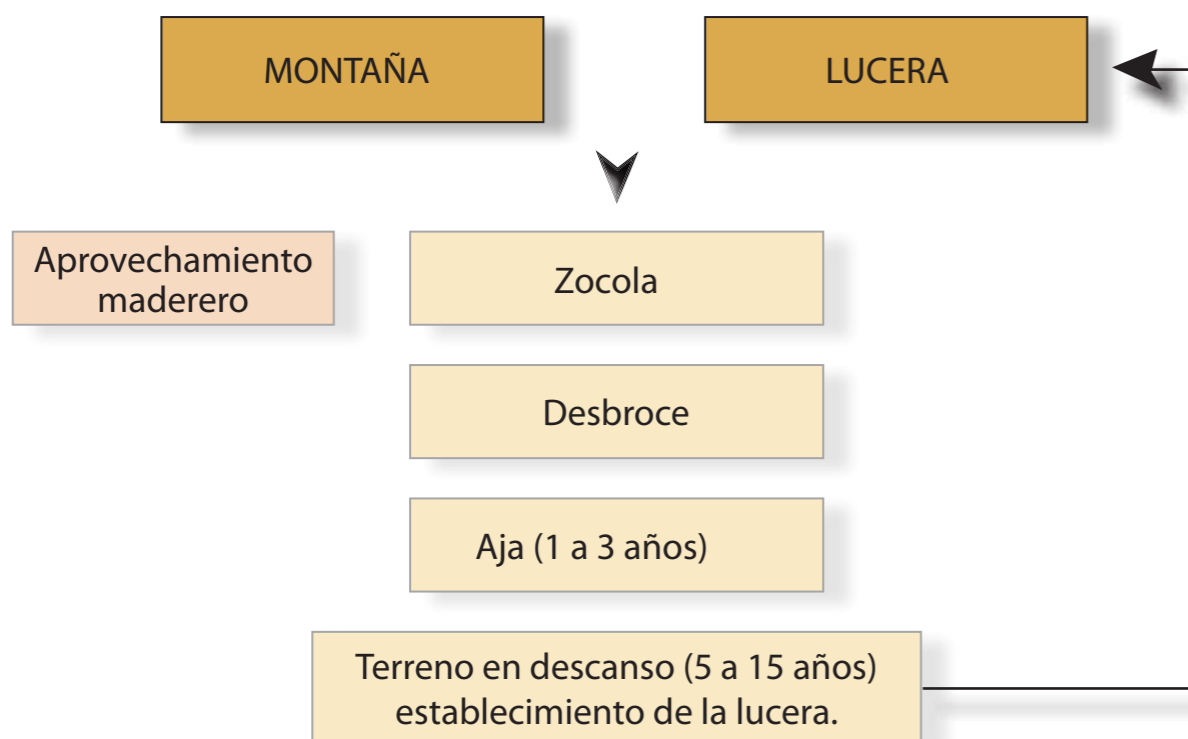 MONTAÑA
LUCERA
Aprovechamiento
maderero
Zocola
Desbroce
Aja (1 a 3 años)
Terreno en descanso (5 a 15 años)
establecimiento de la lucera.